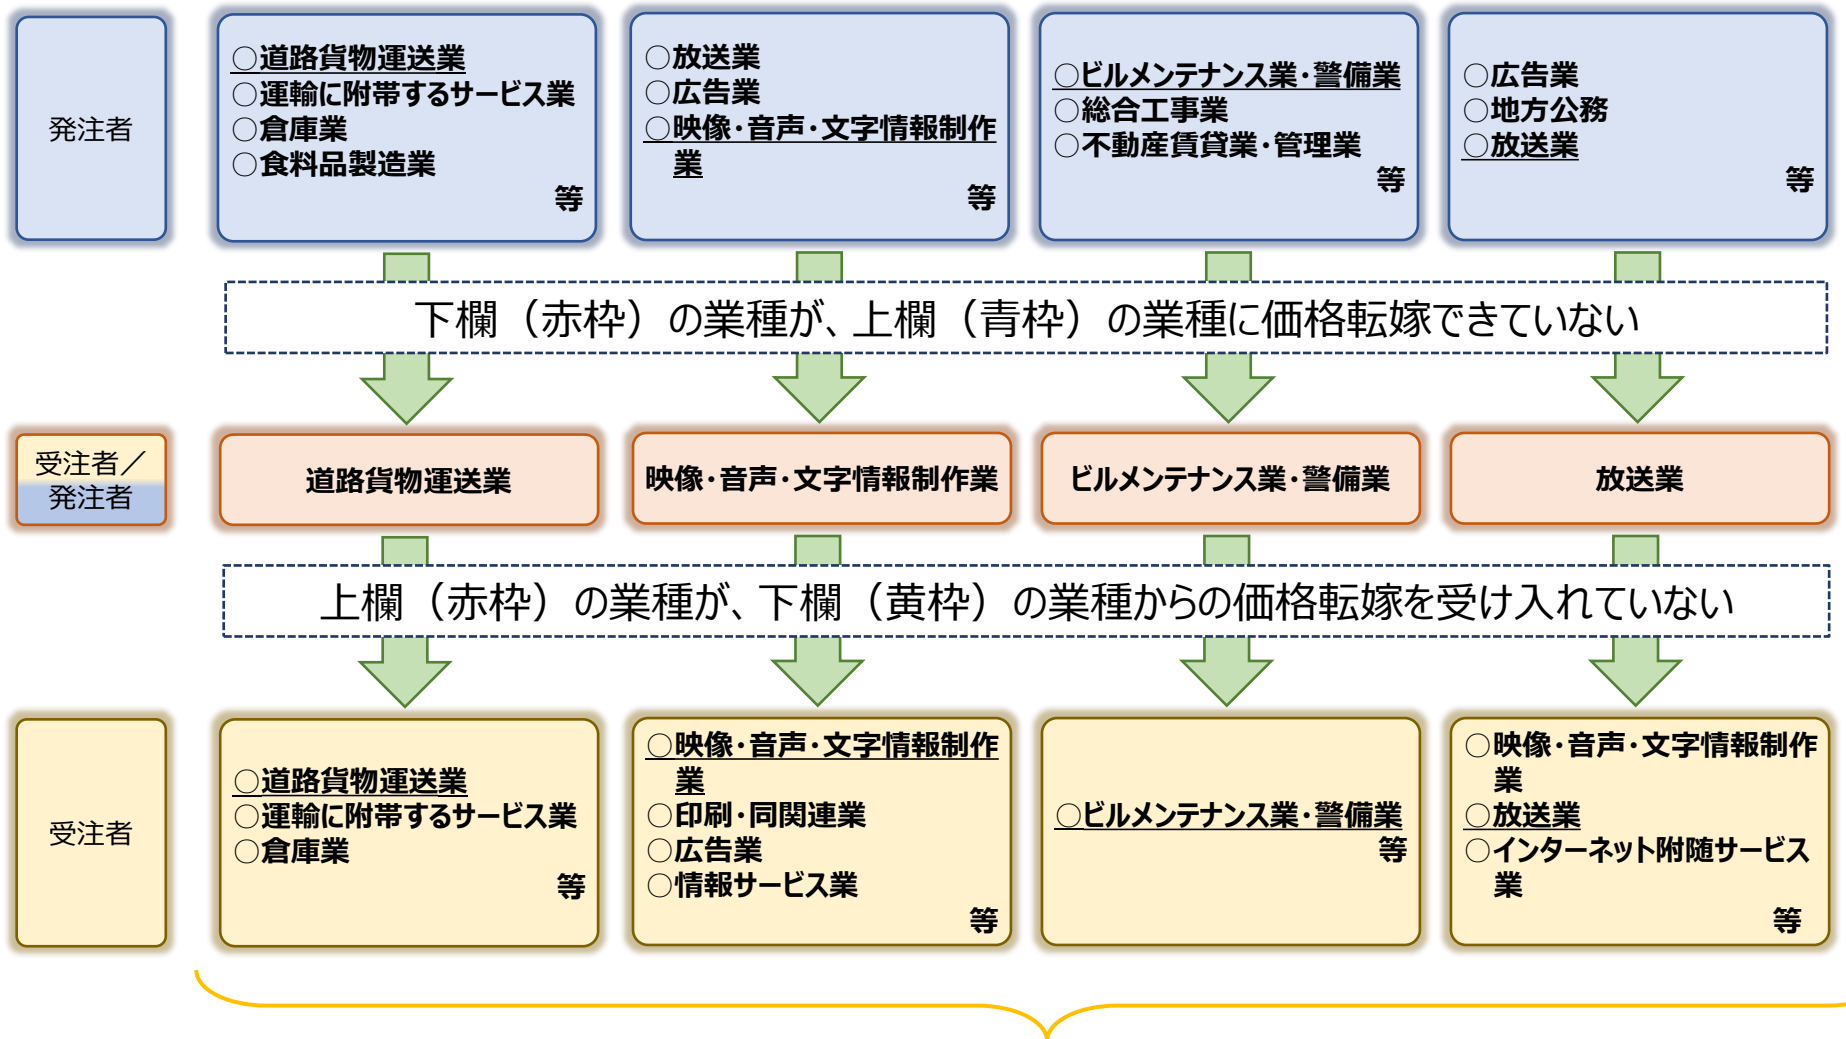 発注者
○道路貨物運送業
○運輸に附帯するサービス業
○倉庫業
○食料品製造業
等
○放送業
○広告業
○映像・音声・文字情報制作
業
等
○ビルメンテナンス業・警備業
○総合工事業
○不動産賃貸業・管理業
等
○広告業
○地方公務
○放送業
等
下欄（赤枠）の業種が、上欄（青枠）の業種に価格転嫁できていない
受注者／
発注者
道路貨物運送業
映像・音声・文字情報制作業
ビルメンテナンス業・警備業
放送業
上欄（赤枠）の業種が、下欄（黄枠）の業種からの価格転嫁を受け入れていない
受注者
○道路貨物運送業
○運輸に附帯するサービス業
○倉庫業
等
○映像・音声・文字情報制作
業
○印刷・同関連業
○広告業
○情報サービス業
等
○ビルメンテナンス業・警備業
等
○映像・音声・文字情報制作
業
○放送業
○インターネット附随サービス
業
等